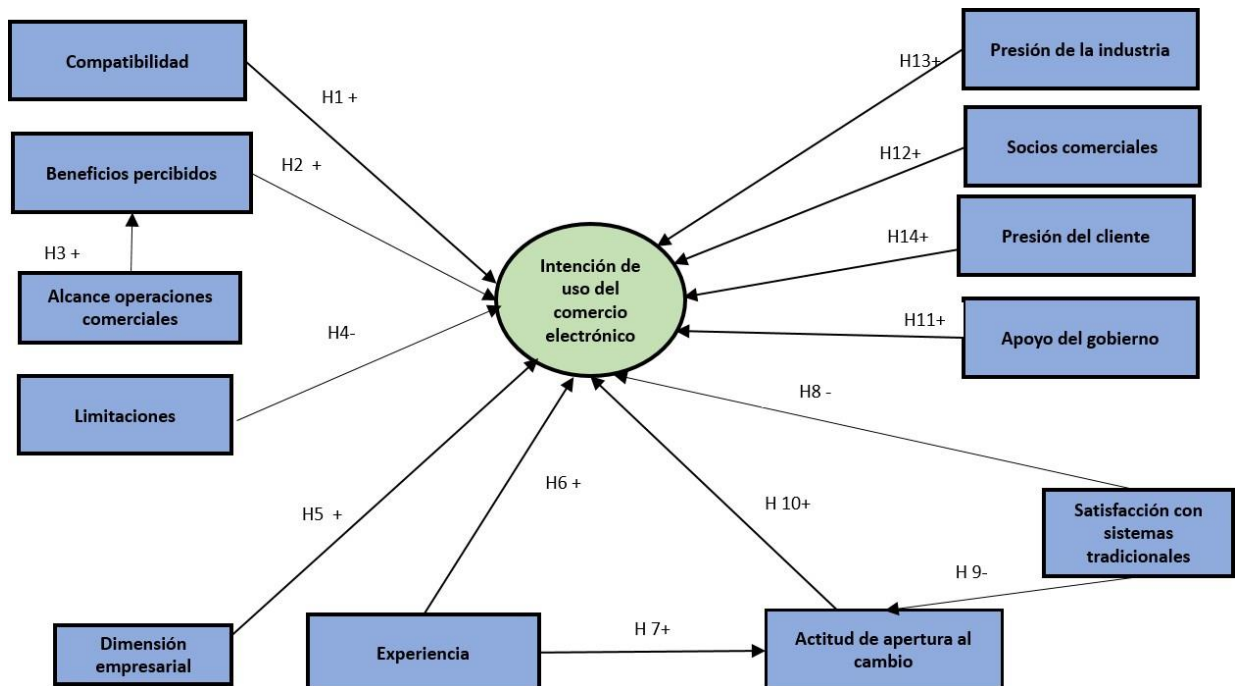 Compatibilidad
H1 +
Beneficios percibidos
H2 +
H3 +
Alcance operaciones
comerciales
H4-
Limitaciones
H5 +
Dimensión
empresarial
H6 +
Experiencia
H 7+
Intención de
uso del
comercio
electrónico
Presión de la industria
H13+
Socios comerciales
H12+
Presión del cliente
H14+
Apoyo del gobierno
H11+
H8 -
Satisfacción con
sistemas
tradicionales
H 9-
H 10+
Actitud de apertura al
cambio